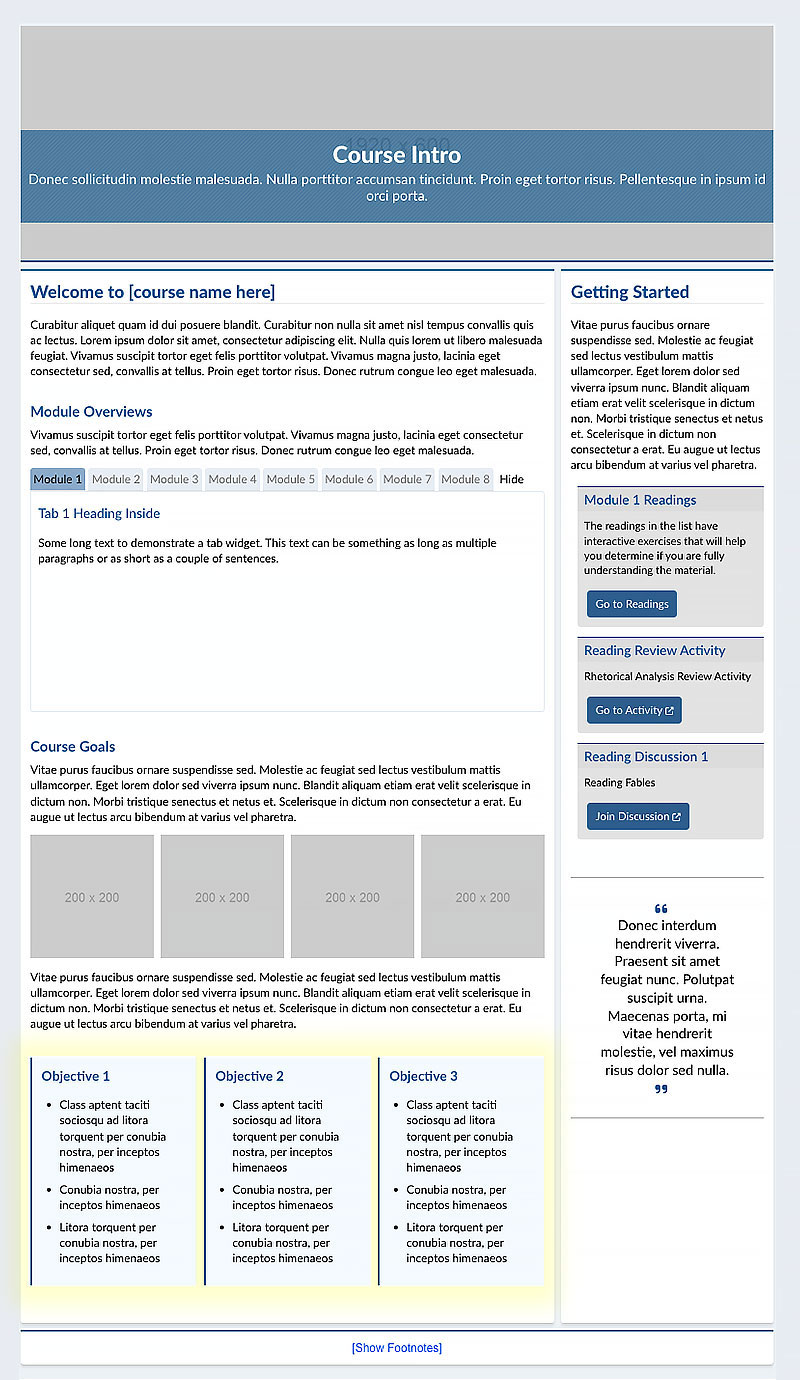 1920 x 600
Course Intro
Donec sollicitudin molestie malesuada. Nulla porttitor accumsan tincidunt. Proin eget tortor risus. Pellentesque in ipsum id
orci porta.
Welcome to [course name here]
Curabitur aliquet quam id dui posuere blandit. Curabitur non nulla sit amet nisl tempus convallis quis
ac lectus. Lorem ipsum dolor sit amet, consectetur adipiscing elit. Nulla quis lorem ut libero malesuada
feugiat. Vivamus suscipit tortor eget felis porttitor volutpat. Vivamus magna justo, lacinia eget
consectetur sed, convallis at tellus. Proin eget tortor risus. Donec rutrum congue leo eget malesuada.
Module Overviews
Vivamus suscipit tortor eget felis porttitor volutpat. Vivamus magna justo, lacinia eget consectetur
sed, convallis at tellus. Proin eget tortor risus. Donec rutrum congue leo eget malesuada.
Module 1 Module 2 Module 3 Module 4 Module 5 Module 6 Module 7 Module 8 Hide
Tab 1 Heading Inside
Some long text to demonstrate a tab widget. This text can be something as long as multiple
paragraphs or as short as a couple of sentences.
Course Goals
Vitae purus faucibus ornare suspendisse sed. Molestie ac feugiat sed lectus vestibulum mattis
ullamcorper. Eget lorem dolor sed viverra ipsum nunc. Blandit aliquam etiam erat velit scelerisque in
dictum non. Morbi tristique senectus et netus et. Scelerisque in dictum non consectetur a erat. Eu
augue ut lectus arcu bibendum at varius vel pharetra.
200 x 200 200 x 200 200 x 200 200 x 200
Vitae purus faucibus ornare suspendisse sed. Molestie ac feugiat sed lectus vestibulum mattis
ullamcorper. Eget lorem dolor sed viverra ipsum nunc. Blandit aliquam etiam erat velit scelerisque in
dictum non. Morbi tristique senectus et netus et. Scelerisque in dictum non consectetur a erat. Eu
augue ut lectus arcu bibendum at varius vel pharetra.
Objective 1
• Class aptent taciti
sociosqu ad litora
torquent per conubia
nostra, per inceptos
himenaeos
• Conubia nostra, per
inceptos himenaeos
• Litora torquent per
conubia nostra, per
inceptos himenaeos
Objective 2
• Class aptent taciti
sociosqu ad litora
torquent per conubia
nostra, per inceptos
himenaeos
• Conubia nostra, per
inceptos himenaeos
• Litora torquent per
conubia nostra, per
inceptos himenaeos
Objective 3
• Class aptent taciti
sociosqu ad litora
torquent per conubia
nostra, per inceptos
himenaeos
• Conubia nostra, per
inceptos himenaeos
• Litora torquent per
conubia nostra, per
inceptos himenaeos
Getting Started
Vitae purus faucibus ornare
suspendisse sed. Molestie ac feugiat
sed lectus vestibulum mattis
ullamcorper. Eget lorem dolor sed
viverra ipsum nunc. Blandit aliquam
etiam erat velit scelerisque in dictum
non. Morbi tristique senectus et netus
et. Scelerisque in dictum non
consectetur a erat. Eu augue ut lectus
arcu bibendum at varius vel pharetra.
Module 1 Readings
The readings in the list have
interactive exercises that will help
you determine if you are fully
understanding the material.
Go to Readings
Reading Review Activity
Rhetorical Analysis Review Activity
Go to Activity
Reading Discussion 1
Reading Fables
Join Discussion
“
Donec interdum
hendrerit viverra.
Praesent sit amet
feugiat nunc. Polutpat
suscipit urna.
Maecenas porta, mi
vitae hendrerit
molestie, vel maximus
risus dolor sed nulla.
”
[Show Footnotes]